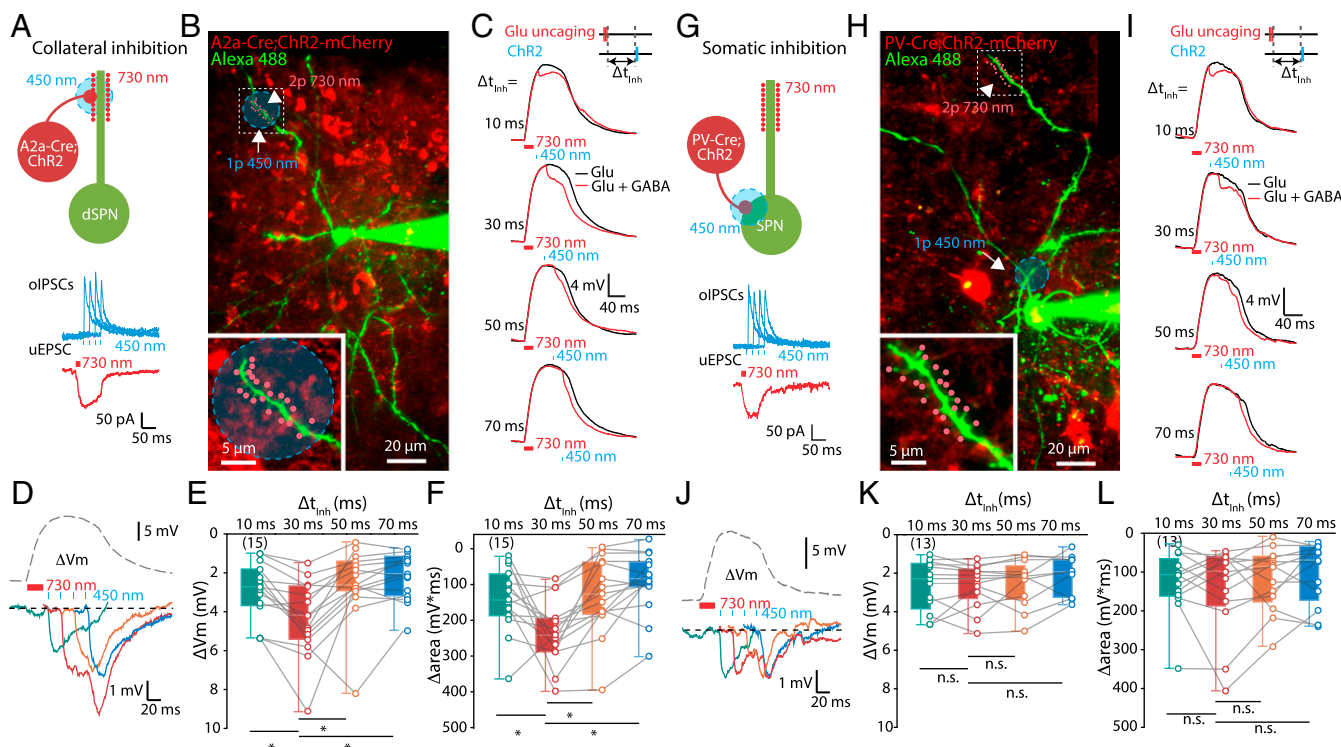 A
Collateral inhibition
450 nm
730 nm
A2a-Cre;
ChR2
dSPN
oIPSCs
450 nm
uEPSC
730 nm
50 pA
50 ms
B
A2a-Cre;ChR2-mCherry
Alexa 488
2p 730 nm
1p 450 nm
5 µm
20 µm
C
Glu uncaging
ChR2
ΔtInh
ΔtInh=
10 ms
730 nm
450 nm
Glu
Glu + GABA
30 ms
730 nm
450 nm
4 mV
40 ms
50 ms
730 nm
450 nm
70 ms
730 nm
450 nm
G
Somatic inhibition
730 nm
PV-Cre;
ChR2
450 nm
SPN
oIPSCs
450 nm
uEPSC
730 nm
50 pA
50 ms
H
PV-Cre;ChR2-mCherry
Alexa 488
2p 730 nm
1p 450 nm
5 µm
20 µm
I
Glu uncaging
ChR2
ΔtInh
ΔtInh=
10 ms
730 nm
450 nm
Glu
Glu + GABA
30 ms
730 nm
450 nm
4 mV
40 ms
50 ms
730 nm
450 nm
70 ms
730 nm
450 nm
D
5 mV
ΔVm
730 nm
450 nm
1 mV
20 ms
E
ΔtInh (ms)
10 ms 30 ms 50 ms 70 ms
(15)
0
2
4
6
8
10
ΔVm (mV)
*
* *
F
ΔtInh (ms)
10 ms 30 ms 50 ms 70 ms
(15)
0
100
200
300
400
500
Δarea (mV*ms)
*
* *
J
5 mV
ΔVm
730 nm
450 nm
1 mV
20 ms
K
ΔtInh (ms)
10 ms 30 ms 50 ms 70 ms
(13)
0
2
4
6
8
10
ΔVm (mV)
n.s.
n.s.
n.s.
L
ΔtInh (ms)
10 ms 30 ms 50 ms 70 ms
(13)
0
100
200
300
400
500
Δarea (mV*ms)
n.s.
n.s.
n.s.